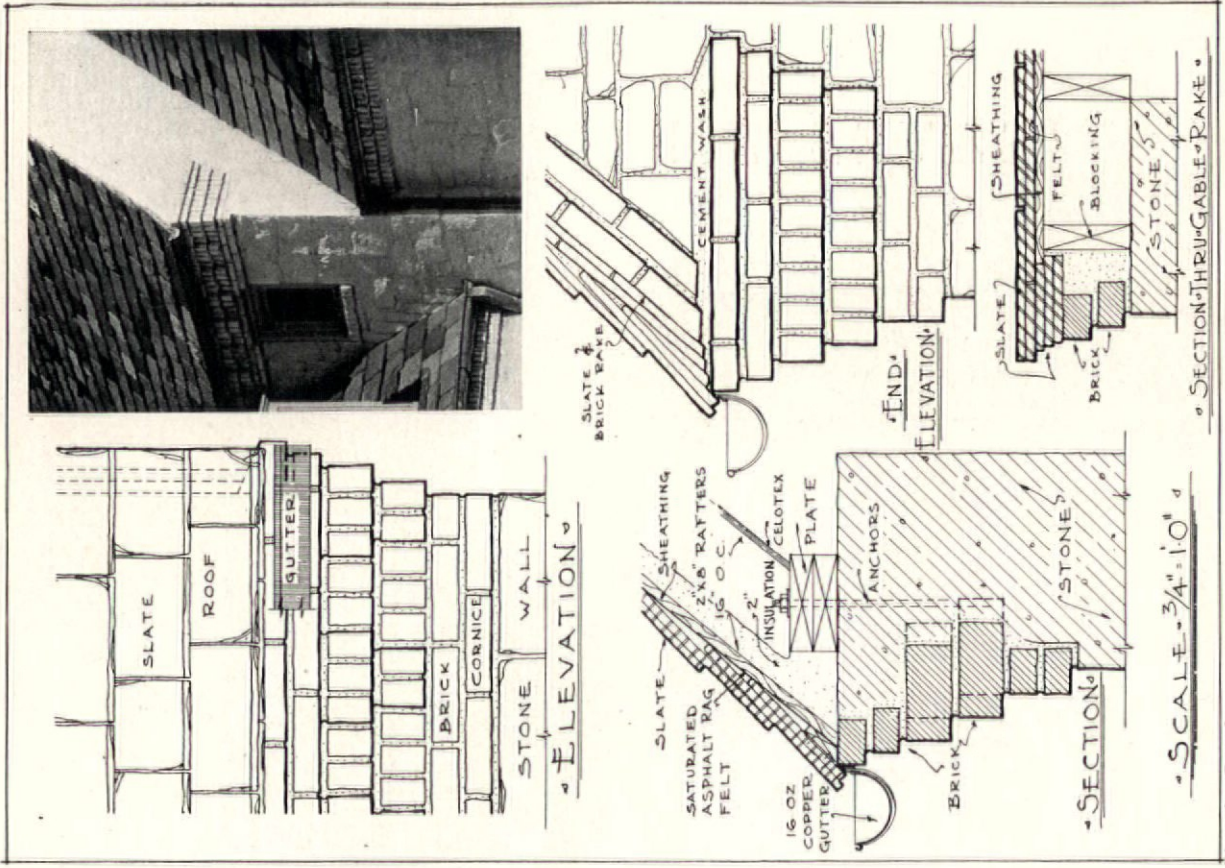 SLATE
ROOF
GUTTER
BRICK
CORNICE
STONE WALL
ELEVATION
SLATE &
BRICK RAKE
CEMENT WASH
END
ELEVATION
SLATE
SHEATHING
FELT
BLOCKING
STONE
BRICK
SECTION·THRU·GABLE·RAKE
SLATE
SHEATHING
SATURATED
ASPHALT RAG
FELT
2"X8" RAFTERS
16" O.C.
2"
INSULATION
CELOTEX
PLATE
ANCHORS
STONE
16 OZ
COPPER
GUTTER
BRICK
SECTION
SCALE·3/4"=1'·0"